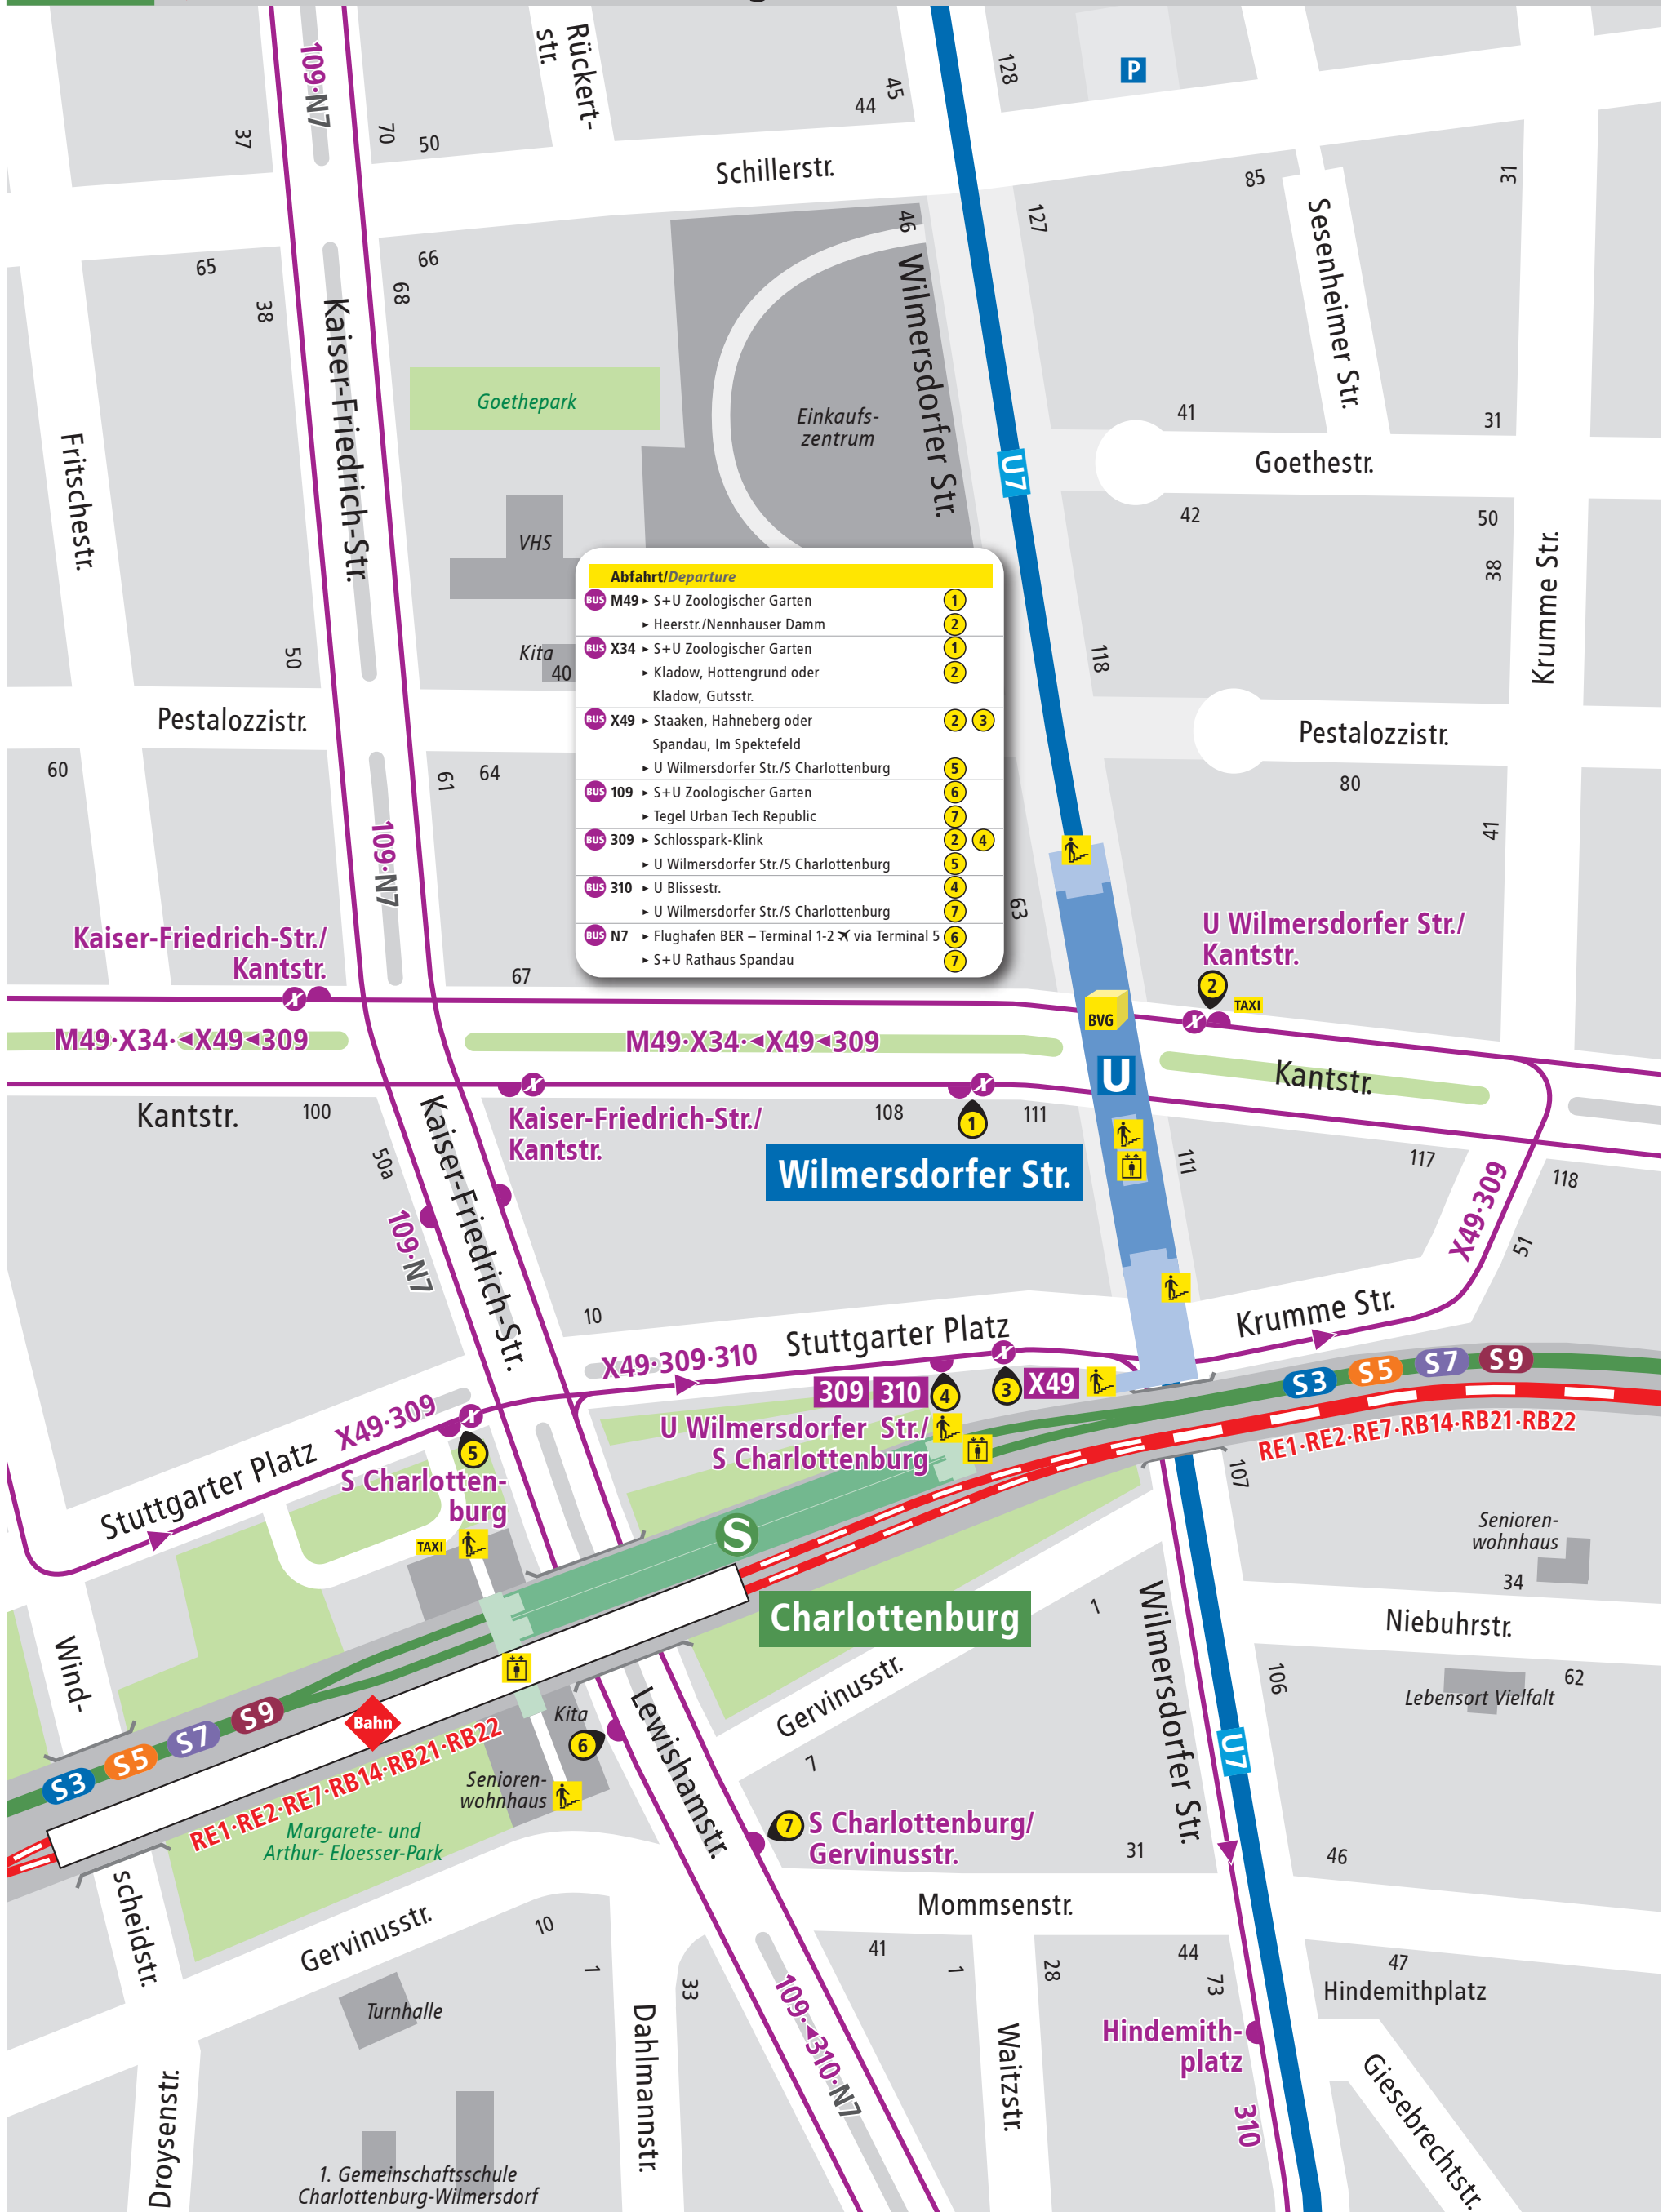 109·N7
Rückert-
str.
45
128
P
44
37
70
50
Schillerstr.
85
31
46
127
Sesenheimer Str.
65
66
38
68
Kaiser-Friedrich-Str.
Wilmersdorfer Str.
Goethepark
Einkaufs-
zentrum
41
31
Fritschestr.
U7
Goethestr.
42
50
38
VHS
Krumme Str.
Abfahrt/Departure
BUS M49 ▸ S+U Zoologischer Garten 1
▸ Heerstr./Nennhauser Damm 2
BUS X34 ▸ S+U Zoologischer Garten 1
▸ Kladow, Hottengrund oder 2
Kladow, Gutsstr.
BUS X49 ▸ Staaken, Hahneberg oder 2 3
Spandau, Im Spektefeld
▸ U Wilmersdorfer Str./S Charlottenburg 5
BUS 109 ▸ S+U Zoologischer Garten 6
▸ Tegel Urban Tech Republic 7
BUS 309 ▸ Schlosspark-Klink 2 4
▸ U Wilmersdorfer Str./S Charlottenburg 5
BUS 310 ▸ U Blissestr. 4
▸ U Wilmersdorfer Str./S Charlottenburg 7
BUS N7 ▸ Flughafen BER – Terminal 1-2 ✈ via Terminal 5 6
▸ S+U Rathaus Spandau 7
50
Kita
40
118
Pestalozzistr.
Pestalozzistr.
60
61
64
80
41
109·N7
63
Kaiser-Friedrich-Str./
Kantstr.
U Wilmersdorfer Str./
Kantstr.
67
2
TAXI
X
X
BVG
M49·X34·◂X49◂309
M49·X34·◂X49◂309
U
Kantstr.
X
X
Kantstr.
100
Kaiser-Friedrich-Str./
Kantstr.
108
1
111
Kaiser-Friedrich-Str.
50a
Wilmersdorfer Str.
111
117
118
109·N7
X49·309
51
10
Stuttgarter Platz
Krumme Str.
X49·309·310
X
309
310
4
3
X49
S3
S5
S7
S9
X49·309
X
U Wilmersdorfer Str./
S Charlottenburg
RE1·RE2·RE7·RB14·RB21·RB22
5
S Charlotten-
burg
Stuttgarter Platz
107
TAXI
S
Senioren-
wohnhaus
34
Charlottenburg
1
Niebuhrstr.
Wilmersdorfer Str.
Wind-
scheidstr.
106
62
Lebensort Vielfalt
Gervinusstr.
S3
S5
S7
S9
Bahn
Kita
6
Lewishamstr.
U7
RE1·RE2·RE7·RB14·RB21·RB22
7
Senioren-
wohnhaus
Margarete- und
Arthur- Eloesser-Park
7
S Charlottenburg/
Gervinusstr.
31
46
Mommsenstr.
Gervinusstr.
10
41
44
47
1
33
1
28
73
Hindemithplatz
Turnhalle
109·◂310·N7
Dahlmannstr.
Waitzstr.
Hindemith-
platz
Giesebrechtstr.
Droysenstr.
310
1. Gemeinschaftsschule
Charlottenburg-Wilmersdorf